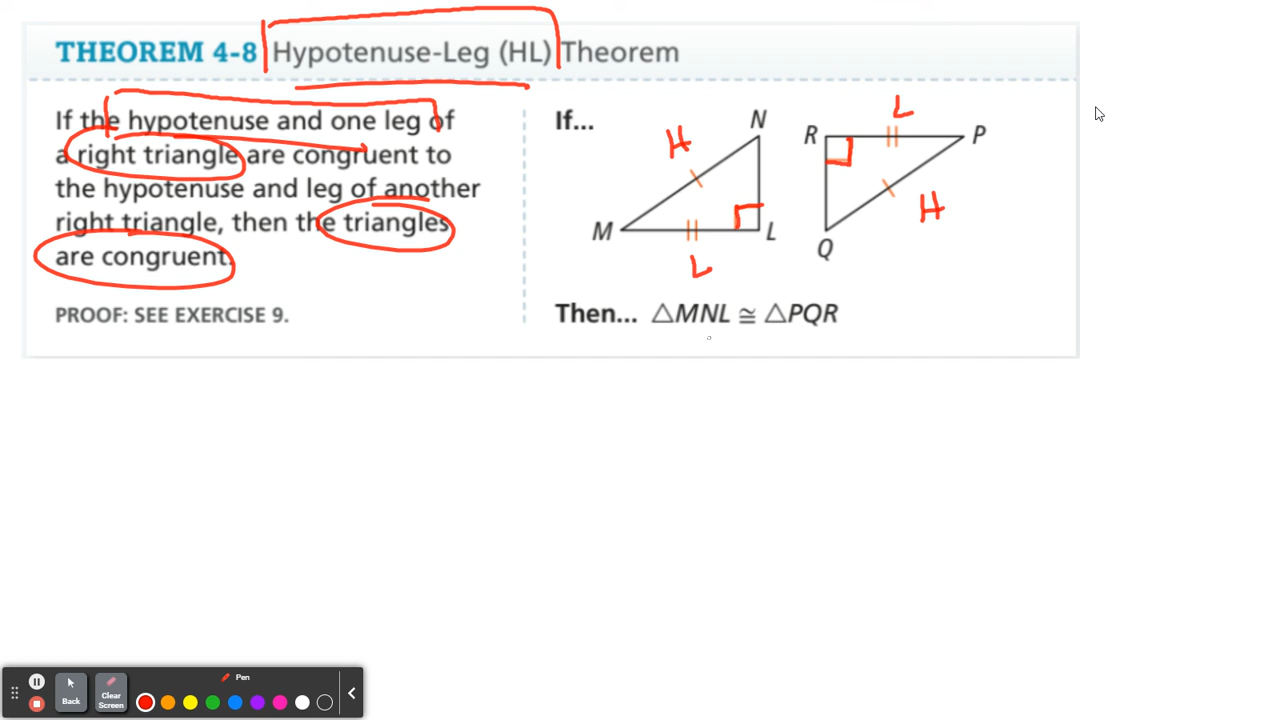 THEOREM 4-8 Hypotenuse-Leg (HL) Theorem
If the hypotenuse and one leg of
a right triangle are congruent to
the hypotenuse and leg of another
right triangle, then the triangles
are congruent.
PROOF: SEE EXERCISE 9.
If...
N
H
M
L
L
R
L
P
H
Q
Then... △MNL ≅ △PQR
Pen
Back
Clear
Screen